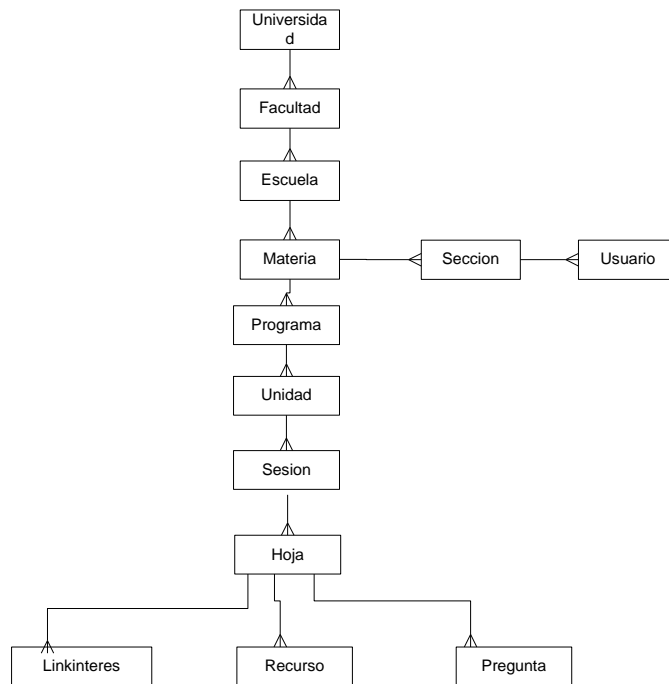 Universida
d
Facultad
Escuela
Materia
Seccion
Usuario
Programa
Unidad
Sesion
Hoja
Linkinteres
Recurso
Pregunta